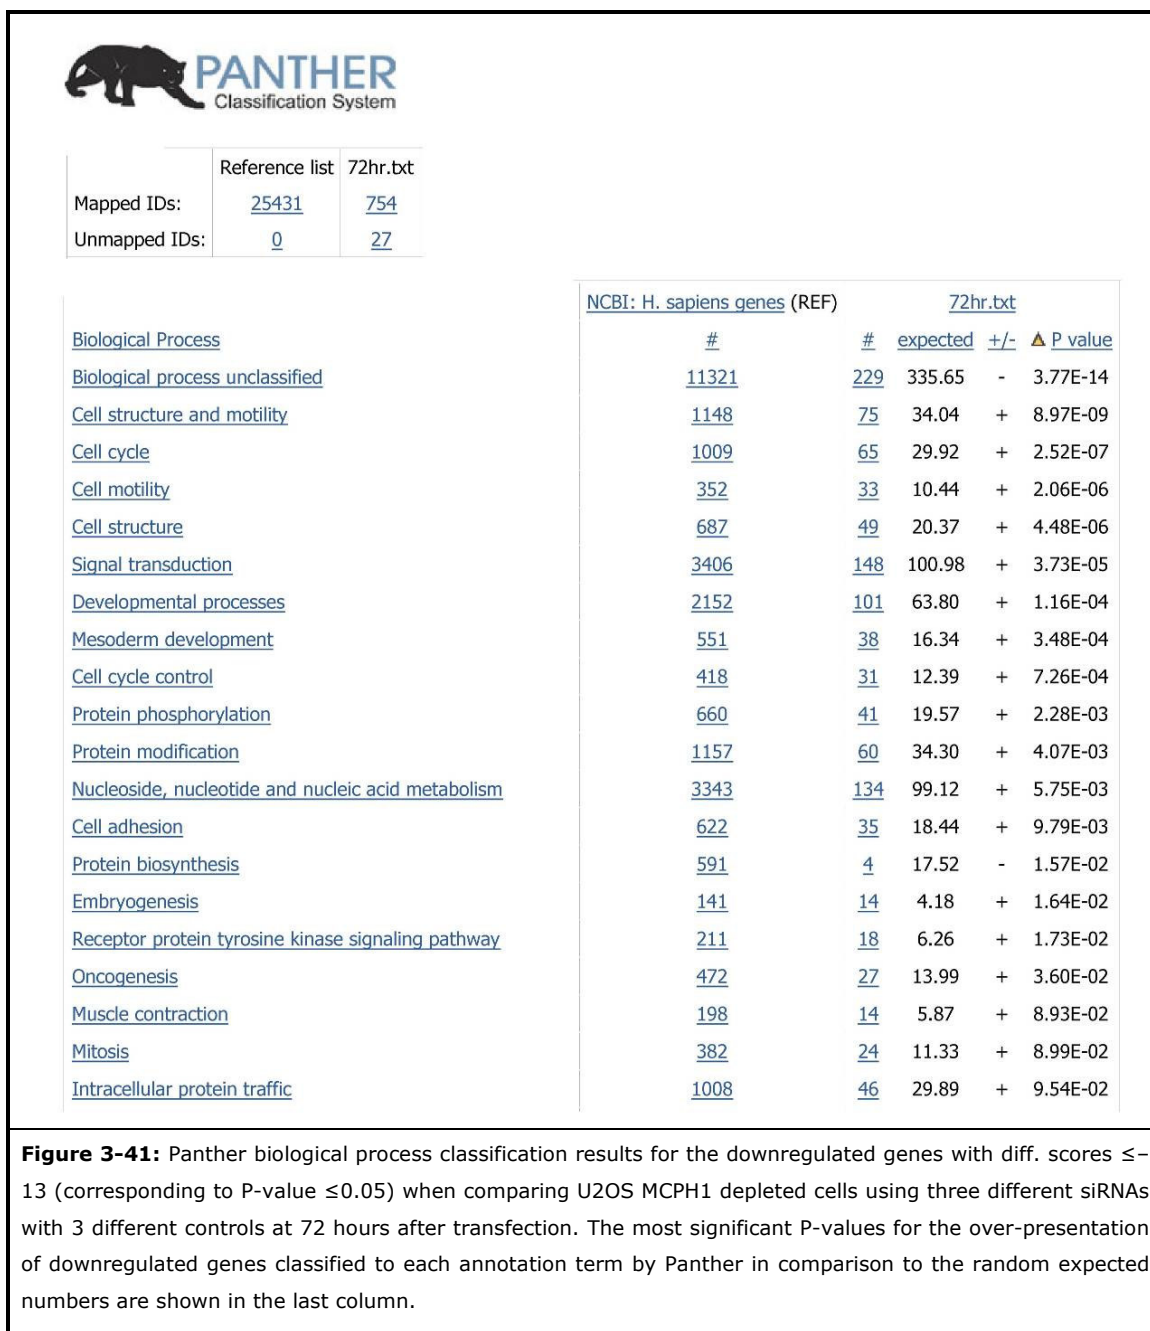 PANTHER
Classification System
Reference list 72hr.txt
Mapped IDs: 25431 754
Unmapped IDs: 0 27
NCBI: H. sapiens genes (REF) 72hr.txt
Biological Process # # expected +/- Δ P value
Biological process unclassified 11321 229 335.65 - 3.77E-14
Cell structure and motility 1148 75 34.04 + 8.97E-09
Cell cycle 1009 65 29.92 + 2.52E-07
Cell motility 352 33 10.44 + 2.06E-06
Cell structure 687 49 20.37 + 4.48E-06
Signal transduction 3406 148 100.98 + 3.73E-05
Developmental processes 2152 101 63.80 + 1.16E-04
Mesoderm development 551 38 16.34 + 3.48E-04
Cell cycle control 418 31 12.39 + 7.26E-04
Protein phosphorylation 660 41 19.57 + 2.28E-03
Protein modification 1157 60 34.30 + 4.07E-03
Nucleoside, nucleotide and nucleic acid metabolism 3343 134 99.12 + 5.75E-03
Cell adhesion 622 35 18.44 + 9.79E-03
Protein biosynthesis 591 4 17.52 - 1.57E-02
Embryogenesis 141 14 4.18 + 1.64E-02
Receptor protein tyrosine kinase signaling pathway 211 18 6.26 + 1.73E-02
Oncogenesis 472 27 13.99 + 3.60E-02
Muscle contraction 198 14 5.87 + 8.93E-02
Mitosis 382 24 11.33 + 8.99E-02
Intracellular protein traffic 1008 46 29.89 + 9.54E-02
Figure 3-41: Panther biological process classification results for the downregulated genes with diff. scores ≤–
13 (corresponding to P-value ≤0.05) when comparing U2OS MCPH1 depleted cells using three different siRNAs
with 3 different controls at 72 hours after transfection. The most significant P-values for the over-presentation
of downregulated genes classified to each annotation term by Panther in comparison to the random expected
numbers are shown in the last column.